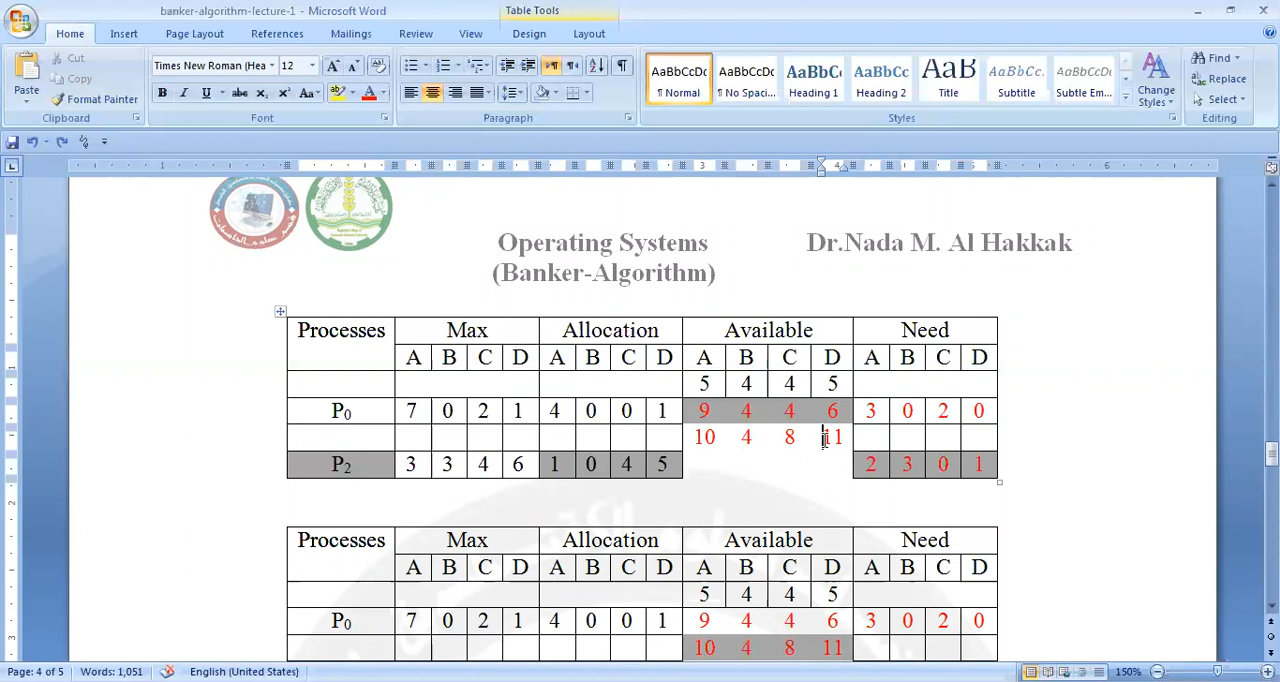 banker-algorithm-lecture-1 - Microsoft Word
Table Tools
Home Insert Page Layout References Mailings Review View Design Layout
Paste Cut Copy Format Painter
Clipboard
Times New Roman (Hea 12
Font
Paragraph
AaBbCcDc AaBbCcDc AaBbC AaBbCc AaB AaBbCc. AaBbCcDc
¶ Normal ¶ No Spaci... Heading 1 Heading 2 Title Subtitle Subtle Em...
Change Styles
Styles
Find Replace Select
Editing
Operating Systems Dr.Nada M. Al Hakkak
(Banker-Algorithm)
Processes Max Allocation Available Need
A B C D A B C D A B C D A B C D
5 4 4 5
P0 7 0 2 1 4 0 0 1 9 4 4 6 3 0 2 0
10 4 8 11
P2 3 3 4 6 1 0 4 5 2 3 0 1
Processes Max Allocation Available Need
A B C D A B C D A B C D A B C D
5 4 4 5
P0 7 0 2 1 4 0 0 1 9 4 4 6 3 0 2 0
10 4 8 11
Page: 4 of 5 Words: 1,051 English (United States) 150%